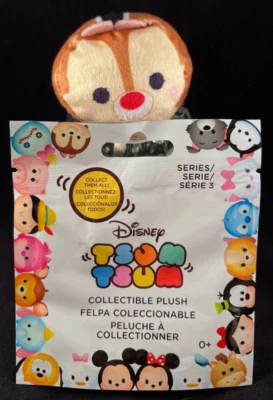 COLLECT
THEM ALL!
COLLECTIONNEZ-
LES TOUS!
COLECCIÓNALOS
TODOS!
SERIES/
SERIE/
SÉRIE 3
Disney
TSUM
TSUM
COLLECTIBLE PLUSH
FELPA COLECCIONABLE
PELUCHE À
COLLECTIONNER
0+